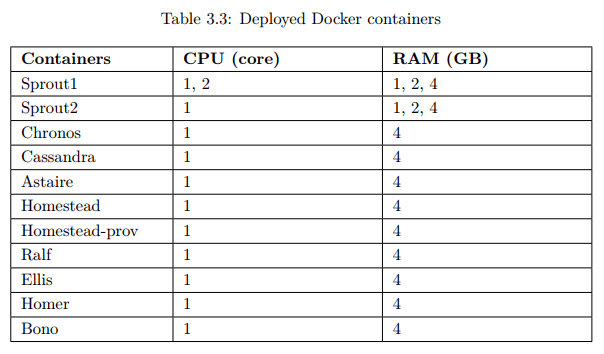 Table 3.3: Deployed Docker containers
Containers CPU (core) RAM (GB)
Sprout1 1, 2 1, 2, 4
Sprout2 1 1, 2, 4
Chronos 1 4
Cassandra 1 4
Astaire 1 4
Homestead 1 4
Homestead-prov 1 4
Ralf 1 4
Ellis 1 4
Homer 1 4
Bono 1 4